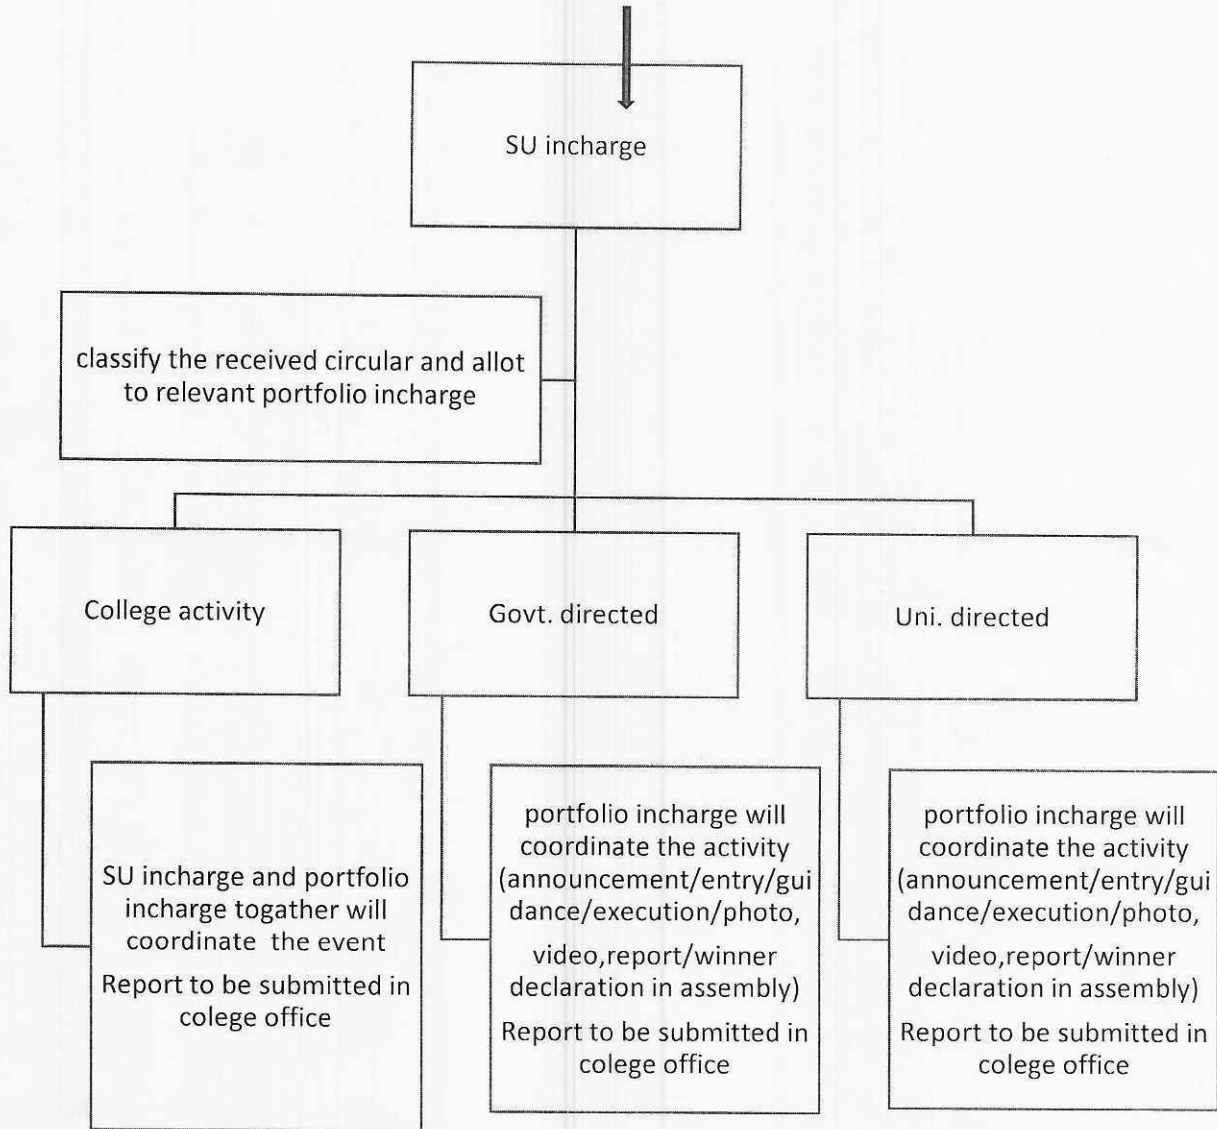 SU incharge
classify the received circular and allot
to relevant portfolio incharge
College activity
Govt. directed
Uni. directed
SU incharge and portfolio
incharge togather will
coordinate the event
Report to be submitted in
colege office
portfolio incharge will
coordinate the activity
(announcement/entry/gui
dance/execution/photo,
video,report/winner
declaration in assembly)
Report to be submitted in
colege office
portfolio incharge will
coordinate the activity
(announcement/entry/gui
dance/execution/photo,
video,report/winner
declaration in assembly)
Report to be submitted in
colege office